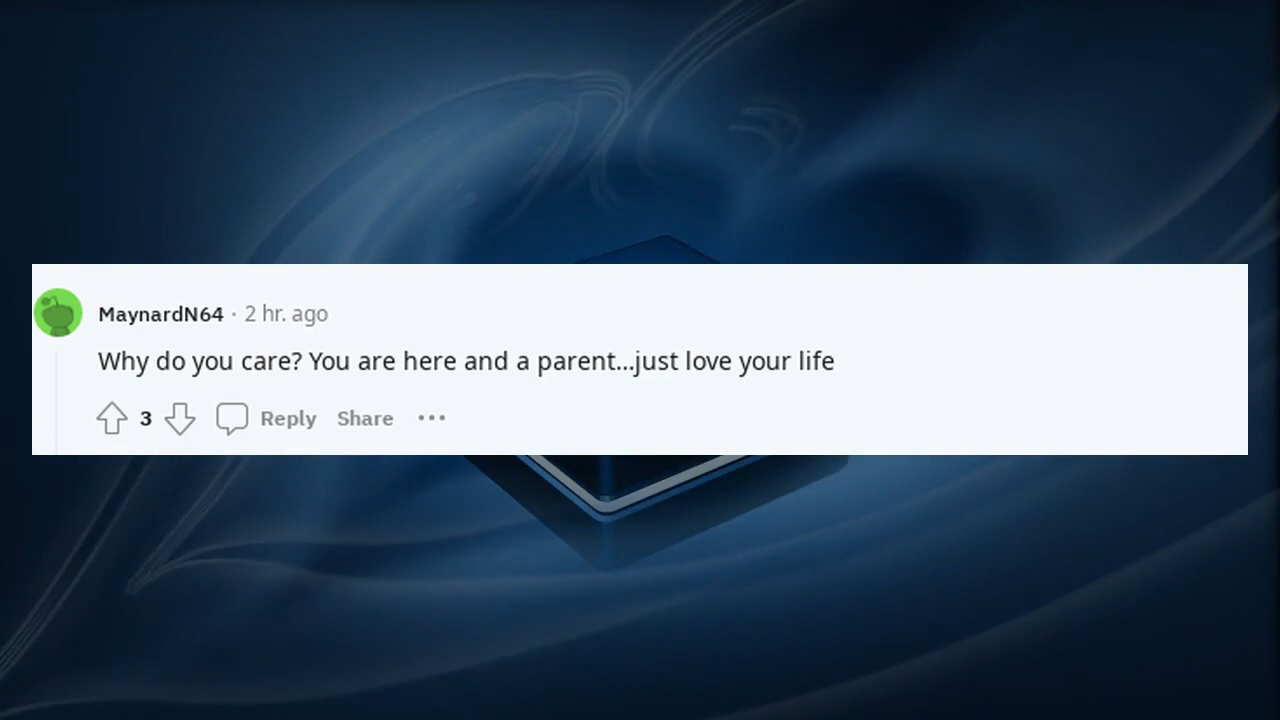 MaynardN64 · 2 hr. ago
Why do you care? You are here and a parent...just love your life
3 Reply Share ···